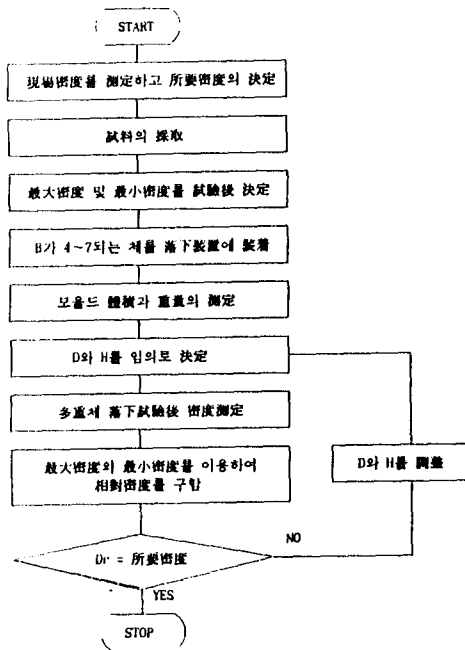 START
現場密度를 測定하고 所要密度의 決定
試料의 採取
最大密度 및 最小密度를 試驗後 決定
B가 4~7되는 체를 落下裝置에 裝着
모울드 體積과 重量의 測定
D와 H를 임의로 決定
多重체 落下試驗後 密度測定
最大密度와 最小密度를 이용하여
相對密度를 구함
D와 H를 調整
Dr = 所要密度
NO
YES
STOP